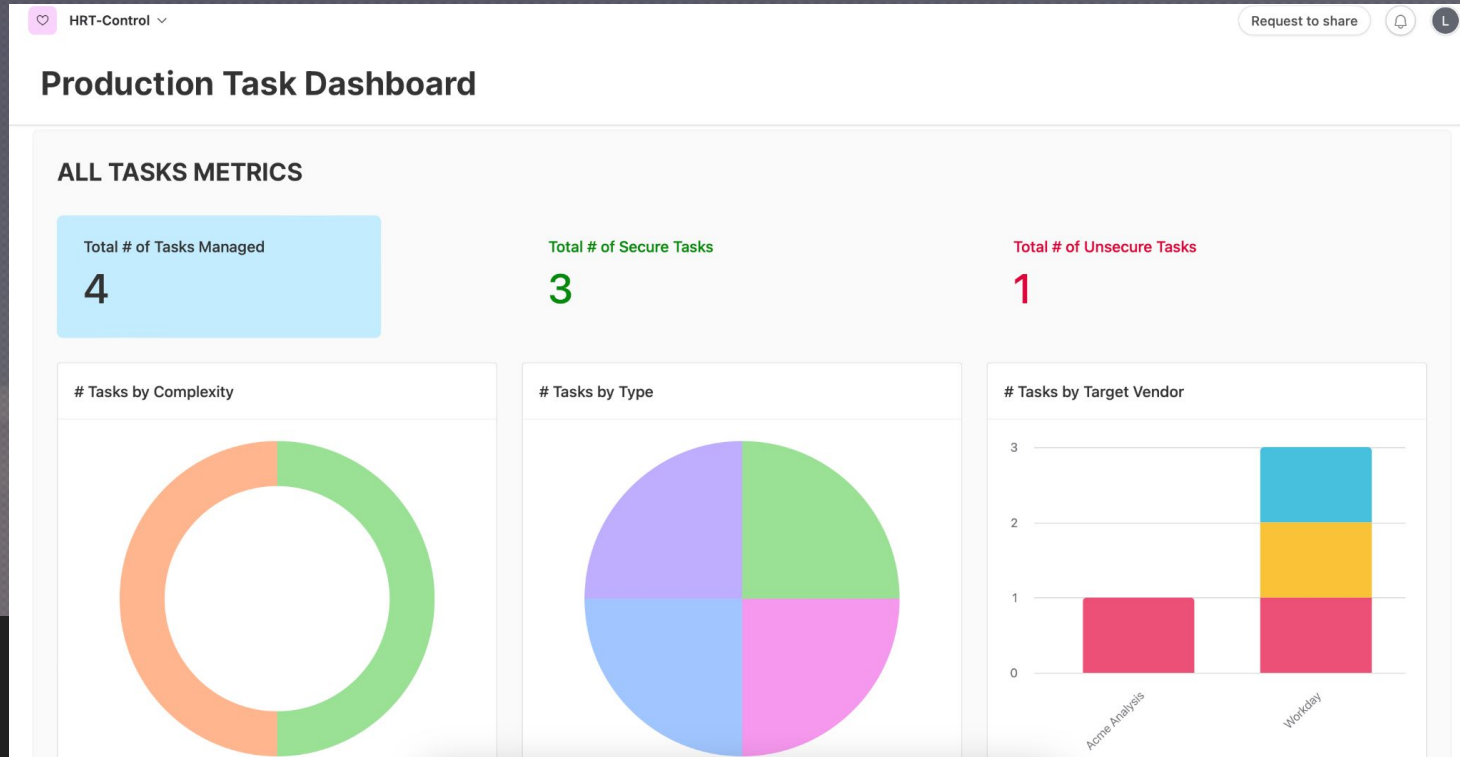 HRT-Control
Request to share
L
Production Task Dashboard
ALL TASKS METRICS
Total # of Tasks Managed
4
Total # of Secure Tasks
3
Total # of Unsecure Tasks
1
# Tasks by Complexity
# Tasks by Type
# Tasks by Target Vendor
3
2
1
0
Acme Analysis
Workday